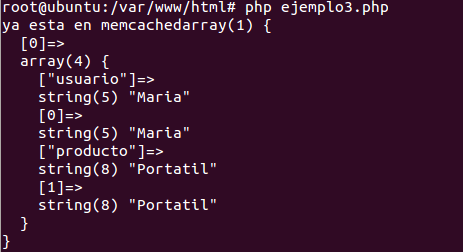 root@ubuntu:/var/www/html# php ejemplo3.php
ya esta en memcachedarray(1) {
  [0]=>
  array(4) {
    ["usuario"]=>
    string(5) "Maria"
    [0]=>
    string(5) "Maria"
    ["producto"]=>
    string(8) "Portatil"
    [1]=>
    string(8) "Portatil"
  }
}